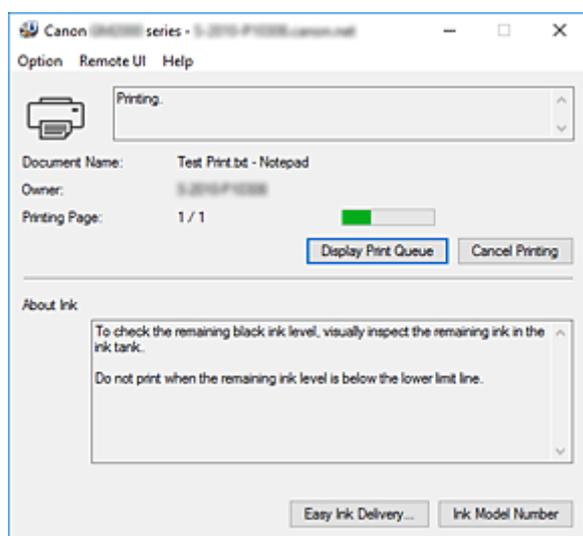 Canon series -
Option Remote UI Help
Printing.
Document Name: Test Print.txt - Notepad
Owner:
Printing Page: 1 / 1
Display Print Queue Cancel Printing
About Ink
To check the remaining black ink level, visually inspect the remaining ink in the
ink tank.
Do not print when the remaining ink level is below the lower limit line.
Easy Ink Delivery... Ink Model Number